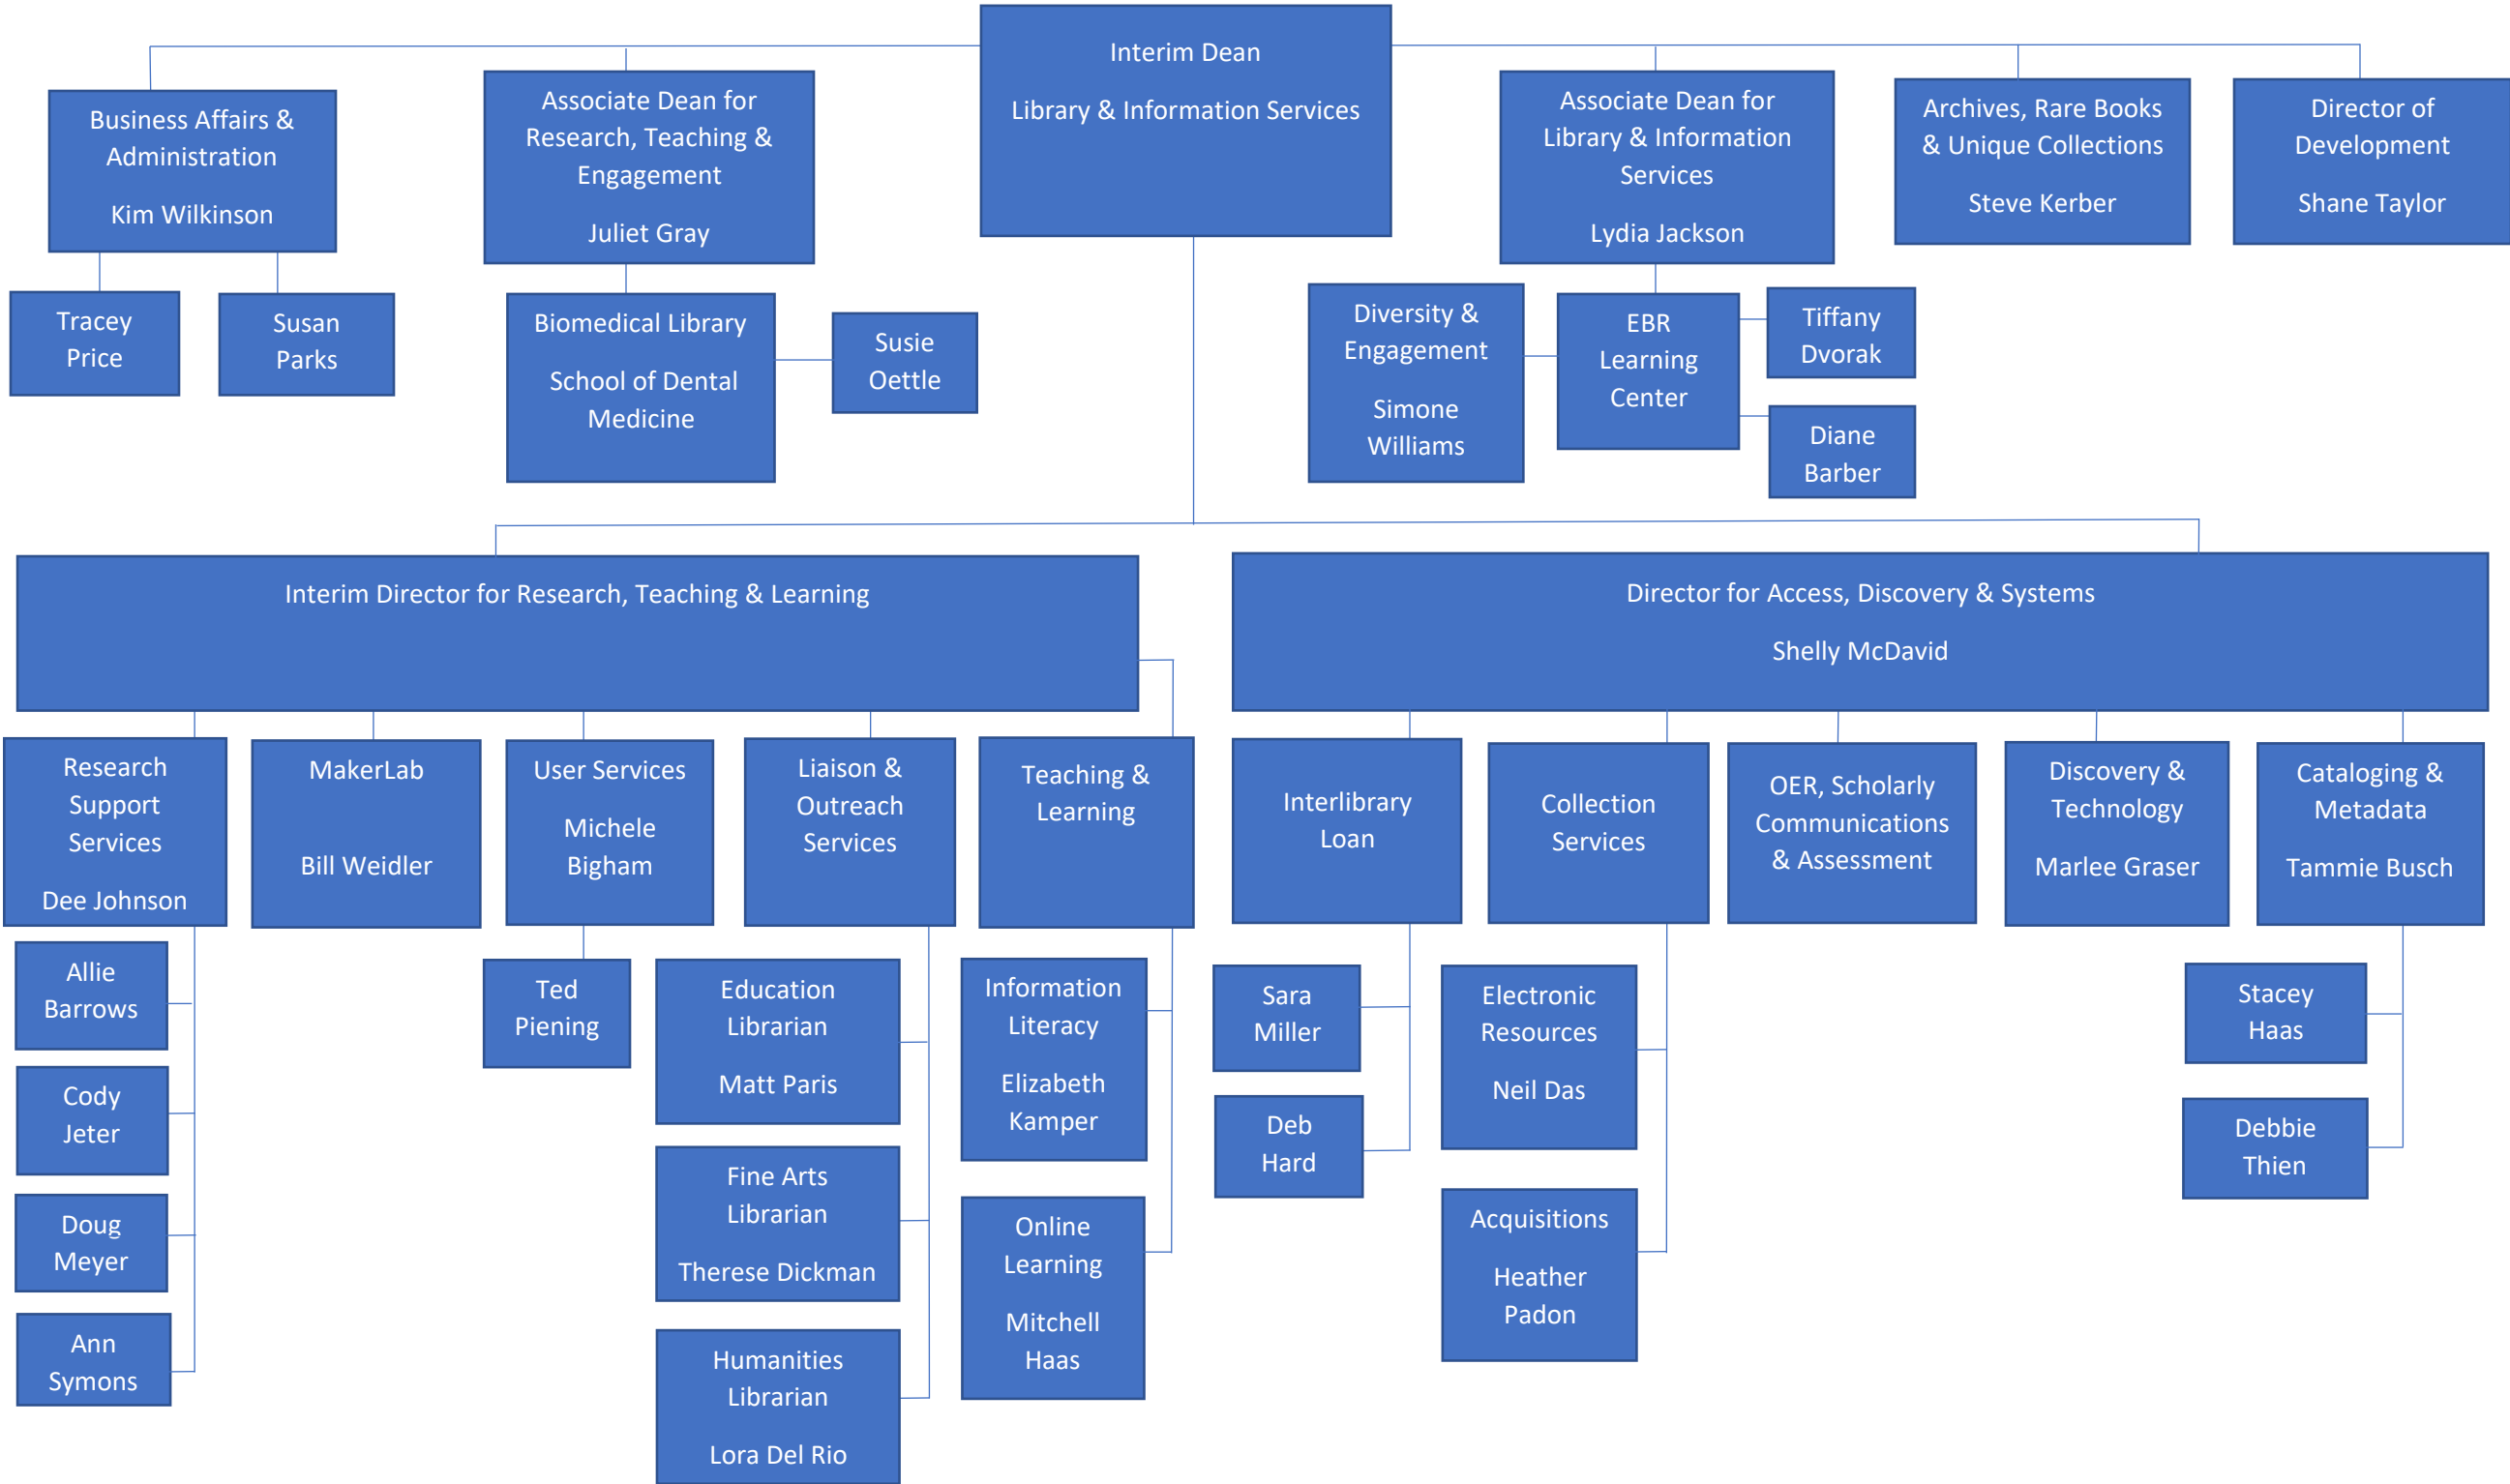 Interim Dean
Library & Information Services
Business Affairs &
Administration
Kim Wilkinson
Associate Dean for
Research, Teaching &
Engagement
Juliet Gray
Associate Dean for
Library & Information
Services
Lydia Jackson
Archives, Rare Books
& Unique Collections
Steve Kerber
Director of
Development
Shane Taylor
Tracey
Price
Susan
Parks
Biomedical Library
School of Dental
Medicine
Susie
Oettle
Diversity &
Engagement
Simone
Williams
EBR
Learning
Center
Tiffany
Dvorak
Diane
Barber
Interim Director for Research, Teaching & Learning
Director for Access, Discovery & Systems
Shelly McDavid
Research
Support
Services
Dee Johnson
MakerLab
Bill Weidler
User Services
Michele
Bigham
Liaison &
Outreach
Services
Teaching &
Learning
Interlibrary
Loan
Collection
Services
OER, Scholarly
Communications
& Assessment
Discovery &
Technology
Marlee Graser
Cataloging &
Metadata
Tammie Busch
Allie
Barrows
Cody
Jeter
Doug
Meyer
Ann
Symons
Ted
Piening
Education
Librarian
Matt Paris
Fine Arts
Librarian
Therese Dickman
Humanities
Librarian
Lora Del Rio
Information
Literacy
Elizabeth
Kamper
Online
Learning
Mitchell
Haas
Sara
Miller
Deb
Hard
Electronic
Resources
Neil Das
Acquisitions
Heather
Padon
Stacey
Haas
Debbie
Thien